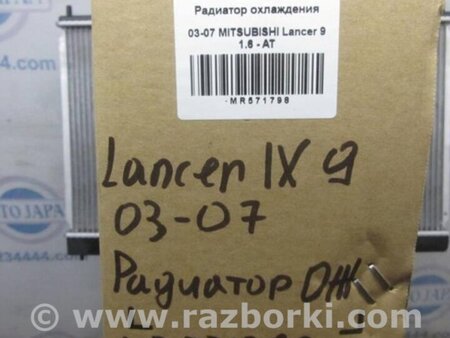 Радиатор охлаждения
03-07 MITSUBISHI Lancer 9
1.6 - AT
-MR571798
Lancer IX 9
03-07
Радиатор ОЖ
www.razborki.com